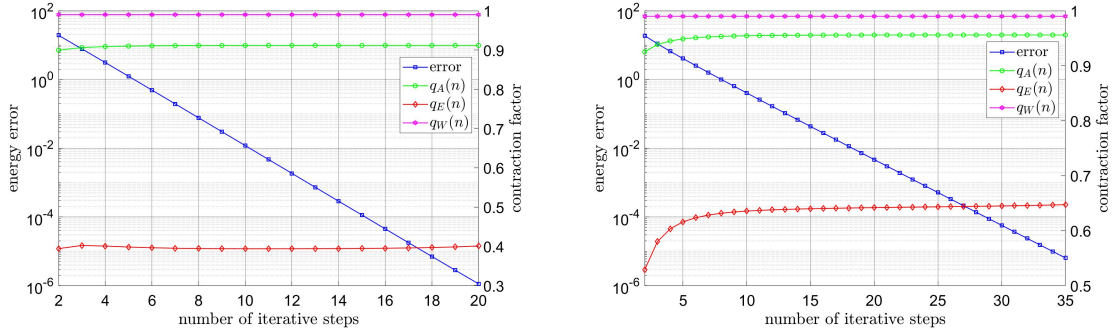 10^2
10^0
10^-2
10^-4
10^-6
energy error
2
4
6
8
10
12
14
16
18
20
number of iterative steps
1
0.9
0.8
0.7
0.6
0.5
0.4
0.3
contraction factor
error
q_A(n)
q_E(n)
q_W(n)
10^2
10^0
10^-2
10^-4
10^-6
energy error
5
10
15
20
25
30
35
number of iterative steps
1
0.9
0.8
0.7
0.6
0.5
contraction factor
error
q_A(n)
q_E(n)
q_W(n)